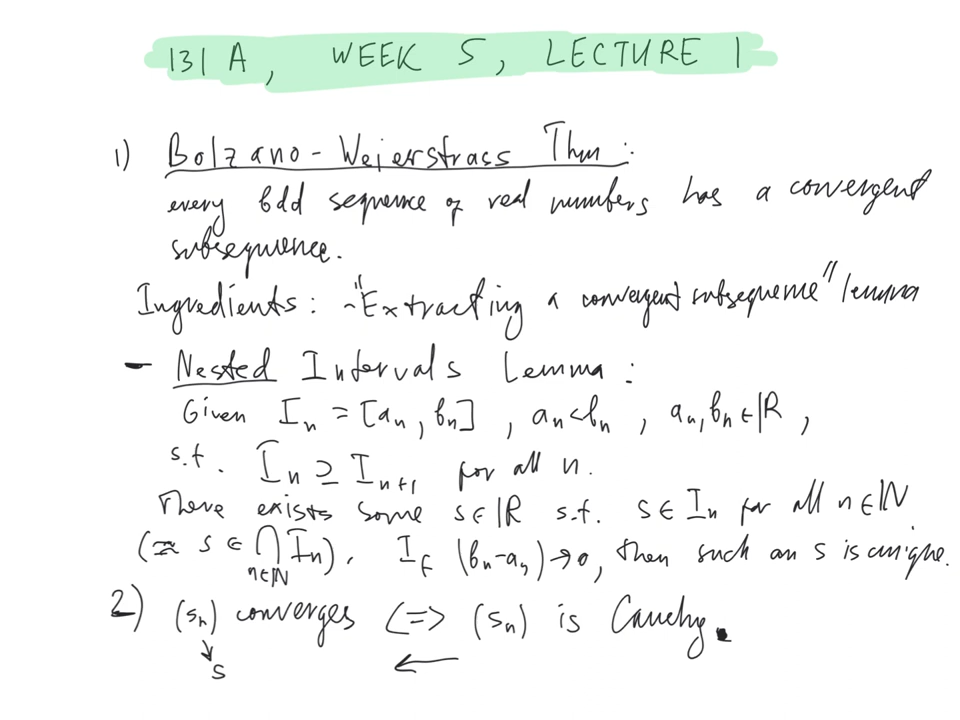 131 A, WEEK 5, LECTURE 1
1) Bolzano-Weierstrass Thm:
every bdd sequence of real numbers has a convergent
subsequence.
Ingredients: - "Extracting a convergent subsequence" lemma
- Nested Intervals Lemma:
Given Iₙ = [aₙ, bₙ], aₙ<bₙ, aₙ, bₙ ∈ ℝ,
s.t. Iₙ ⊇ Iₙ₊₁ for all n.
There exists some s∈ℝ s.t. s∈Iₙ for all n∈ℕ
(≈ s ∈ ⋂ Iₙ). If (bₙ-aₙ)→0, then such an s is unique.
n∈ℕ
2) (sₙ) converges <=> (sₙ) is Cauchy.
↓
s ←